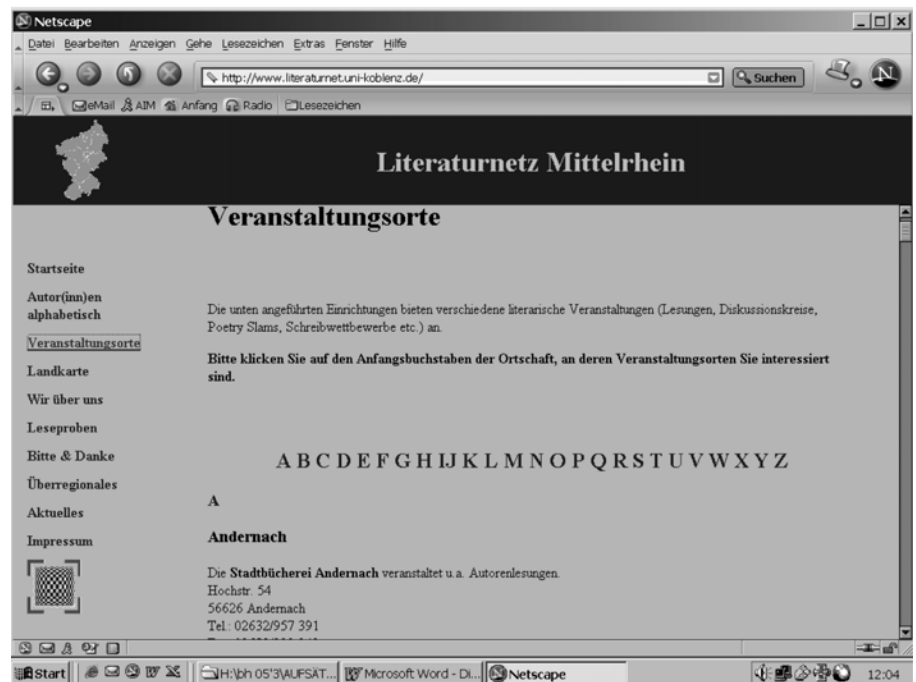 Netscape
Datei Bearbeiten Anzeigen Gehe Lesezeichen Extras Fenster Hilfe
http://www.literaturnet.uni-koblenz.de/
Suchen
eMail AIM Anfang Radio Lesezeichen
Literaturnetz Mittelrhein
Veranstaltungsorte
Startseite
Autor(inn)en
alphabetisch
Veranstaltungsorte
Landkarte
Wir über uns
Leseproben
Bitte & Danke
Überregionales
Aktuelles
Impressum
Die unten angeführten Einrichtungen bieten verschiedene literarische Veranstaltungen (Lesungen, Diskussionskreise,
Poetry Slams, Schreibwettbewerbe etc.) an.
Bitte klicken Sie auf den Anfangsbuchstaben der Ortschaft, an deren Veranstaltungsorten Sie interessiert
sind.
A B C D E F G H I J K L M N O P Q R S T U V W X Y Z
A
Andernach
Die Stadtbücherei Andernach veranstaltet u.a. Autorenlesungen.
Hochstr. 54
56626 Andernach
Tel.: 02632/957 391
Start H:\bh 05'3\AUFSÄT... Microsoft Word - Di... Netscape 12:04